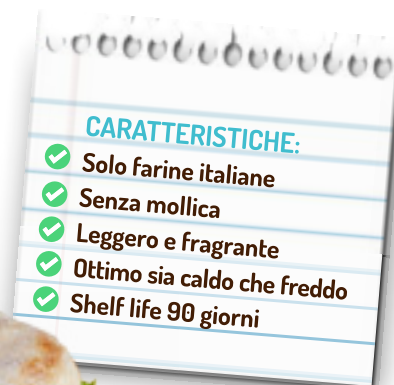 CARATTERISTICHE:
Solo farine italiane
Senza mollica
Leggero e fragrante
Ottimo sia caldo che freddo
Shelf life 90 giorni